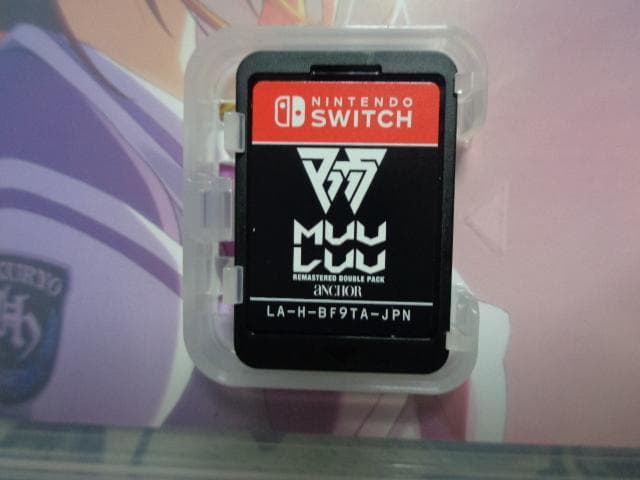 NINTENDO
SWITCH
MUV
LUV
REMASTERED DOUBLE PACK
aNCHOR
LA-H-BF9TA-JPN